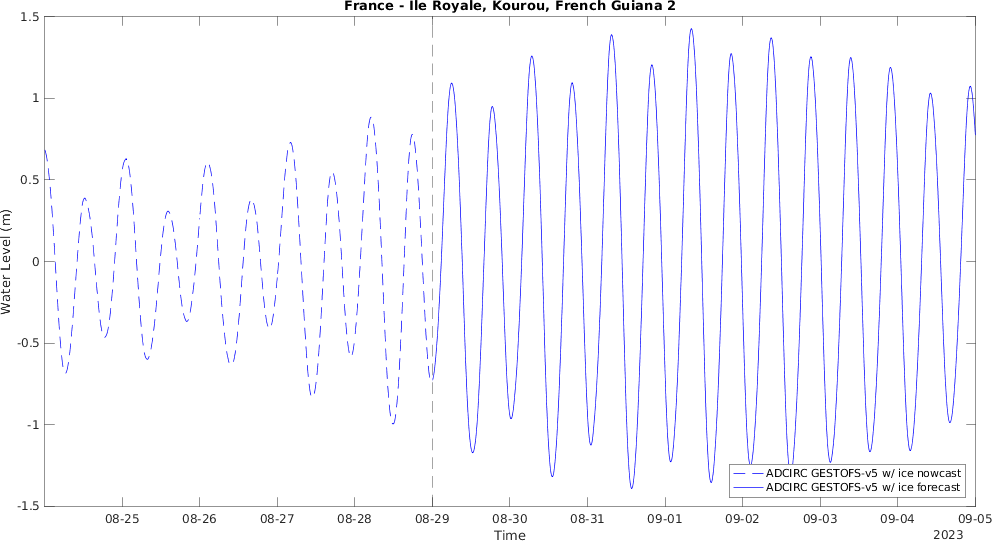 France - Ile Royale, Kourou, French Guiana 2
1.5
1
0.5
0
-0.5
-1
-1.5
Water Level (m)
ADCIRC GESTOFS-v5 w/ ice nowcast
ADCIRC GESTOFS-v5 w/ ice forecast
08-25 08-26 08-27 08-28 08-29 08-30 08-31 09-01 09-02 09-03 09-04 09-05
Time
2023